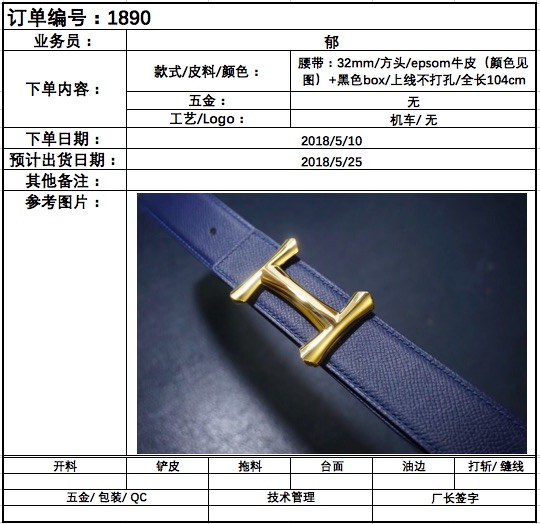 订单编号：1890
业务员： 郁
下单内容： 款式/皮料/颜色： 腰带：32mm/方头/epsom牛皮（颜色见
图）+黑色box/上线不打孔/全长104cm
五金： 无
工艺/Logo： 机车/ 无
下单日期： 2018/5/10
预计出货日期： 2018/5/25
其他备注：
参考图片：
开料 铲皮 拖料 台面 油边 打斩/ 缝线
五金/ 包装/ QC 技术管理 厂长签字